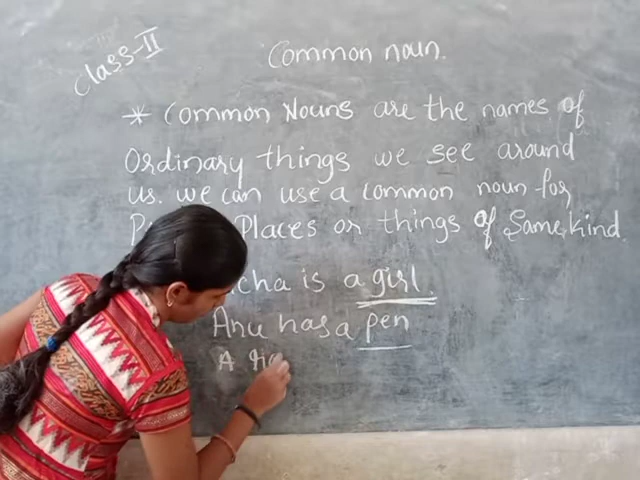 Class-II
Common noun.
* Common Nouns are the names of
Ordinary things we see around
us. we can use a common noun for
Places or things of Same kind.
is a girl.
Anu has a pen
A